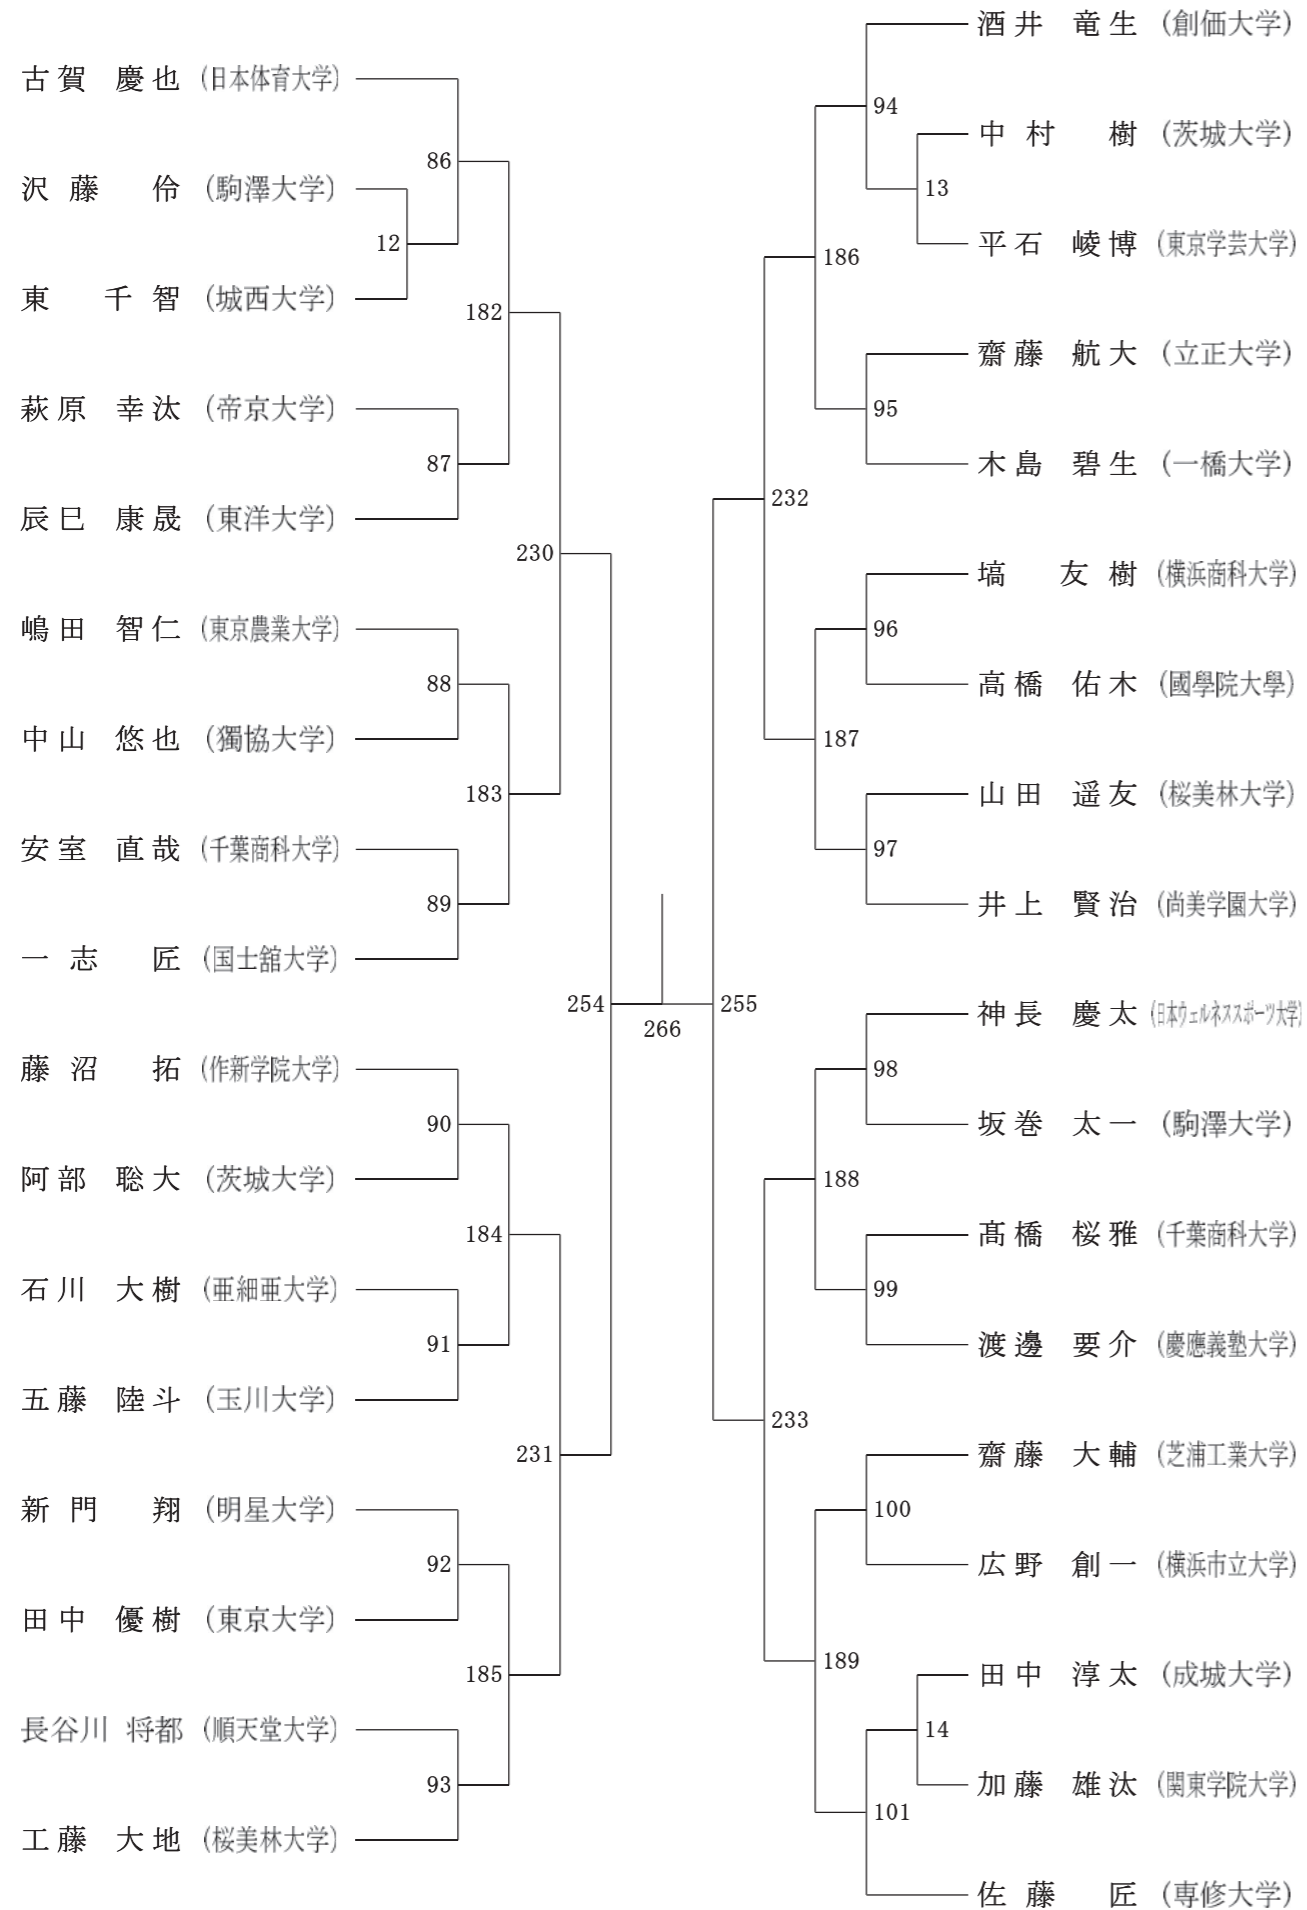 古賀 慶也 (日本体育大学)
86
沢藤 伶 (駒澤大学)
12
東 千智 (城西大学)
182
萩原 幸汰 (帝京大学)
87
辰巳 康晟 (東洋大学)
230
嶋田 智仁 (東京農業大学)
88
中山 悠也 (獨協大学)
183
安室 直哉 (千葉商科大学)
89
一志 匠 (国士舘大学)
254
藤沼 拓 (作新学院大学)
90
阿部 聡大 (茨城大学)
184
石川 大樹 (亜細亜大学)
91
五藤 陸斗 (玉川大学)
231
新門 翔 (明星大学)
92
田中 優樹 (東京大学)
185
長谷川 将都 (順天堂大学)
93
工藤 大地 (桜美林大学)
266
酒井 竜生 (創価大学)
94
中村 樹 (茨城大学)
13
平石 崚博 (東京学芸大学)
186
齋藤 航大 (立正大学)
95
木島 碧生 (一橋大学)
232
塙 友樹 (横浜商科大学)
96
高橋 佑木 (國學院大學)
187
山田 遥友 (桜美林大学)
97
井上 賢治 (尚美学園大学)
255
神長 慶太 (日本ウェルネススポーツ大学)
98
坂巻 太一 (駒澤大学)
188
髙橋 桜雅 (千葉商科大学)
99
渡邊 要介 (慶應義塾大学)
233
齋藤 大輔 (芝浦工業大学)
100
広野 創一 (横浜市立大学)
189
田中 淳太 (成城大学)
14
加藤 雄汰 (関東学院大学)
101
佐藤 匠 (専修大学)